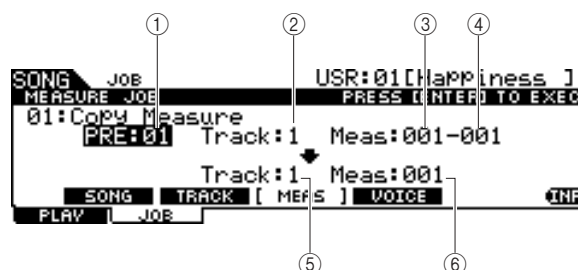 ① ② ③ ④
SONG JOB USR:01[Happiness ]
MEASURE JOB PRESS [ENTER] TO EXEC
01:Copy Measure
PRE:01 Track:1 Meas:001-001
Track:1 Meas:001
SONG TRACK [ MEAS ] VOICE INF
PLAY JOB
⑤ ⑥